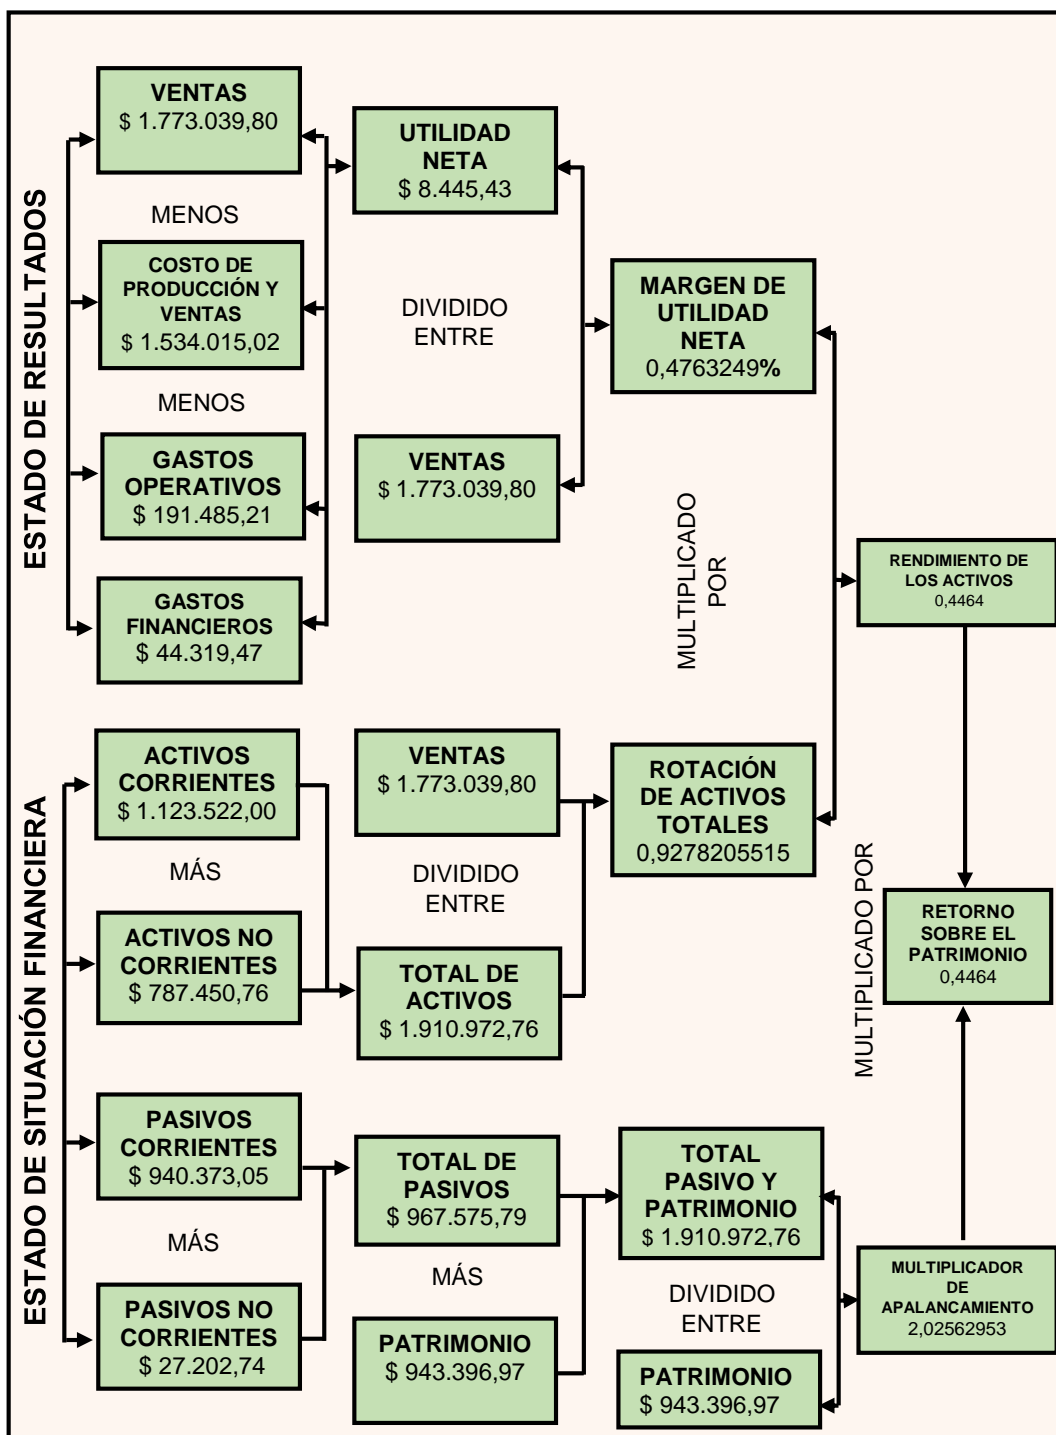 ESTADO DE RESULTADOS
VENTAS
$ 1.773.039,80
MENOS
COSTO DE
PRODUCCIÓN Y
VENTAS
$ 1.534.015,02
MENOS
GASTOS
OPERATIVOS
$ 191.485,21
GASTOS
FINANCIEROS
$ 44.319,47
UTILIDAD
NETA
$ 8.445,43
DIVIDIDO
ENTRE
VENTAS
$ 1.773.039,80
MARGEN DE
UTILIDAD
NETA
0,4763249%
MULTIPLICADO
POR
RENDIMIENTO DE
LOS ACTIVOS
0,4464
ESTADO DE SITUACIÓN FINANCIERA
ACTIVOS
CORRIENTES
$ 1.123.522,00
MÁS
ACTIVOS NO
CORRIENTES
$ 787.450,76
VENTAS
$ 1.773.039,80
DIVIDIDO
ENTRE
TOTAL DE
ACTIVOS
$ 1.910.972,76
ROTACIÓN
DE ACTIVOS
TOTALES
0,9278205515
MULTIPLICADO POR
RETORNO
SOBRE EL
PATRIMONIO
0,4464
PASIVOS
CORRIENTES
$ 940.373,05
MÁS
PASIVOS NO
CORRIENTES
$ 27.202,74
TOTAL DE
PASIVOS
$ 967.575,79
MÁS
PATRIMONIO
$ 943.396,97
TOTAL
PASIVO Y
PATRIMONIO
$ 1.910.972,76
DIVIDIDO
ENTRE
PATRIMONIO
$ 943.396,97
MULTIPLICADOR
DE
APALANCAMIENTO
2,02562953